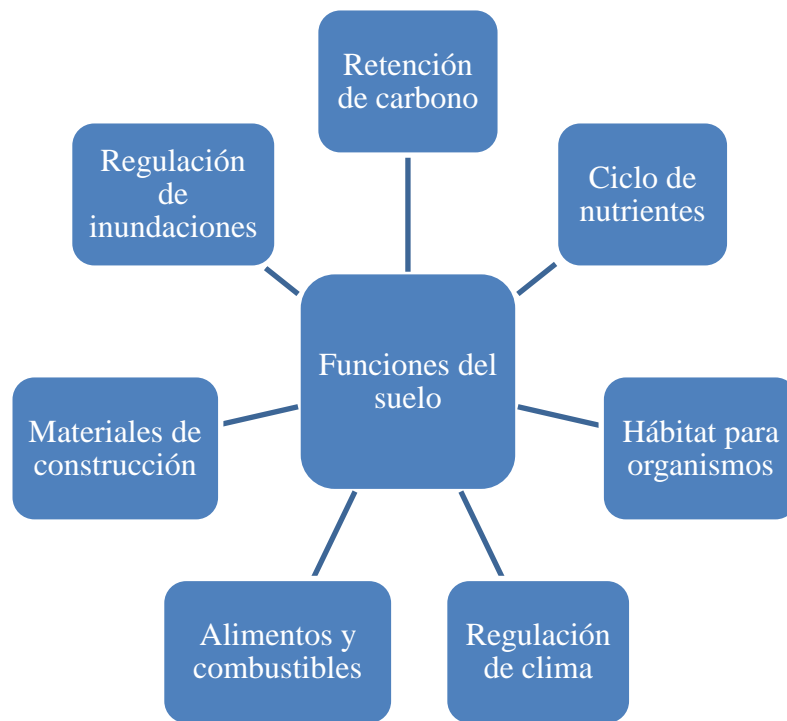 Retención
de carbono
Ciclo de
nutrientes
Hábitat para
organismos
Regulación
de clima
Alimentos y
combustibles
Materiales de
construcción
Regulación
de
inundaciones
Funciones del
suelo